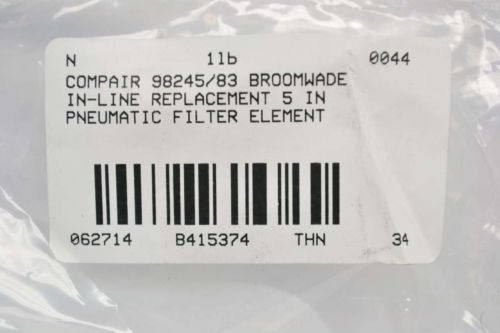 N 1lb 0044
COMPAIR 98245/83 BROOMWADE
IN-LINE REPLACEMENT 5 IN
PNEUMATIC FILTER ELEMENT
062714 B415374 THN 34